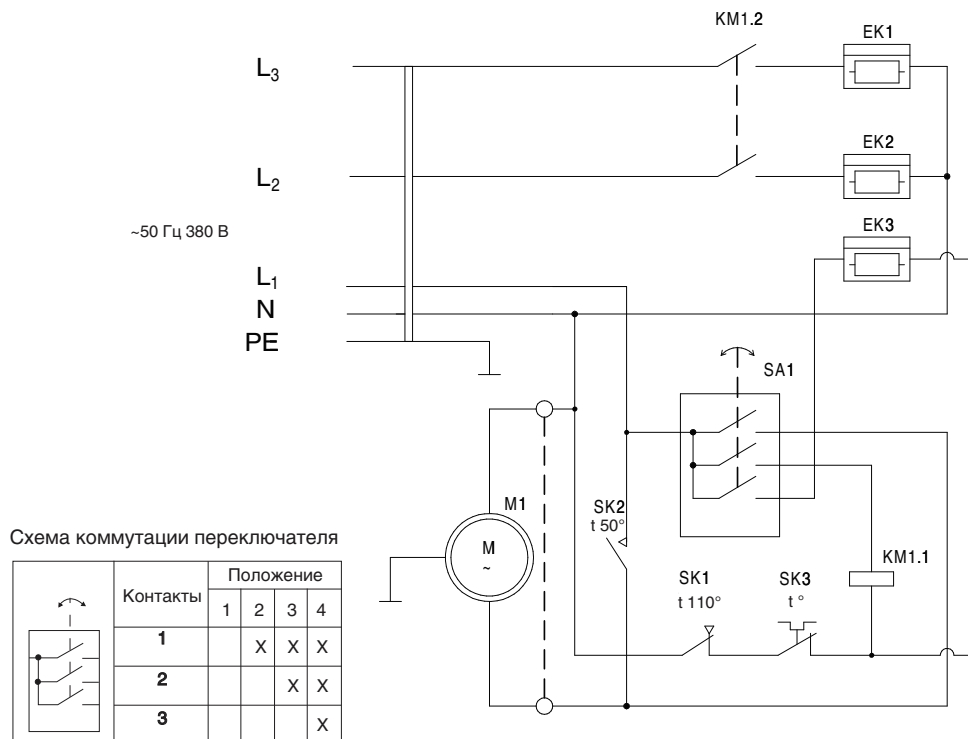 KM1.2
EK1
L3
EK2
L2
EK3
~50 Гц 380 В
L1
N
PE
SA1
M1
SK2
t 50°
M
~
KM1.1
SK1
SK3
t 110°
t °
Схема коммутации переключателя
Контакты
Положение
1 2 3 4
1 X X X
2 X X
3 X